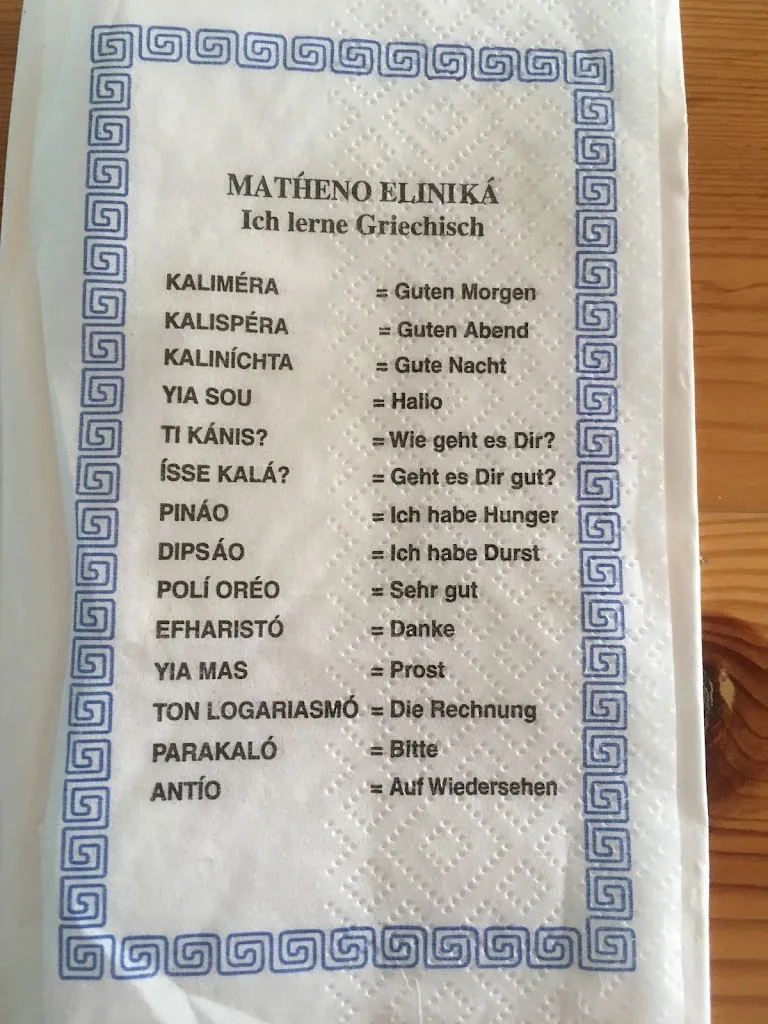 MATH́ENO ELINIKÁ
Ich lerne Griechisch
KALIMÉRA = Guten Morgen
KALISPÉRA = Guten Abend
KALINÍCHTA = Gute Nacht
YIA SOU = Hallo
TI KÁNIS? = Wie geht es Dir?
ÍSSE KALÁ? = Geht es Dir gut?
PINÁO = Ich habe Hunger
DIPSÁO = Ich habe Durst
POLÍ ORÉO = Sehr gut
EFHARISTÓ = Danke
YIA MAS = Prost
TON LOGARIASMÓ = Die Rechnung
PARAKALÓ = Bitte
ANTÍO = Auf Wiedersehen